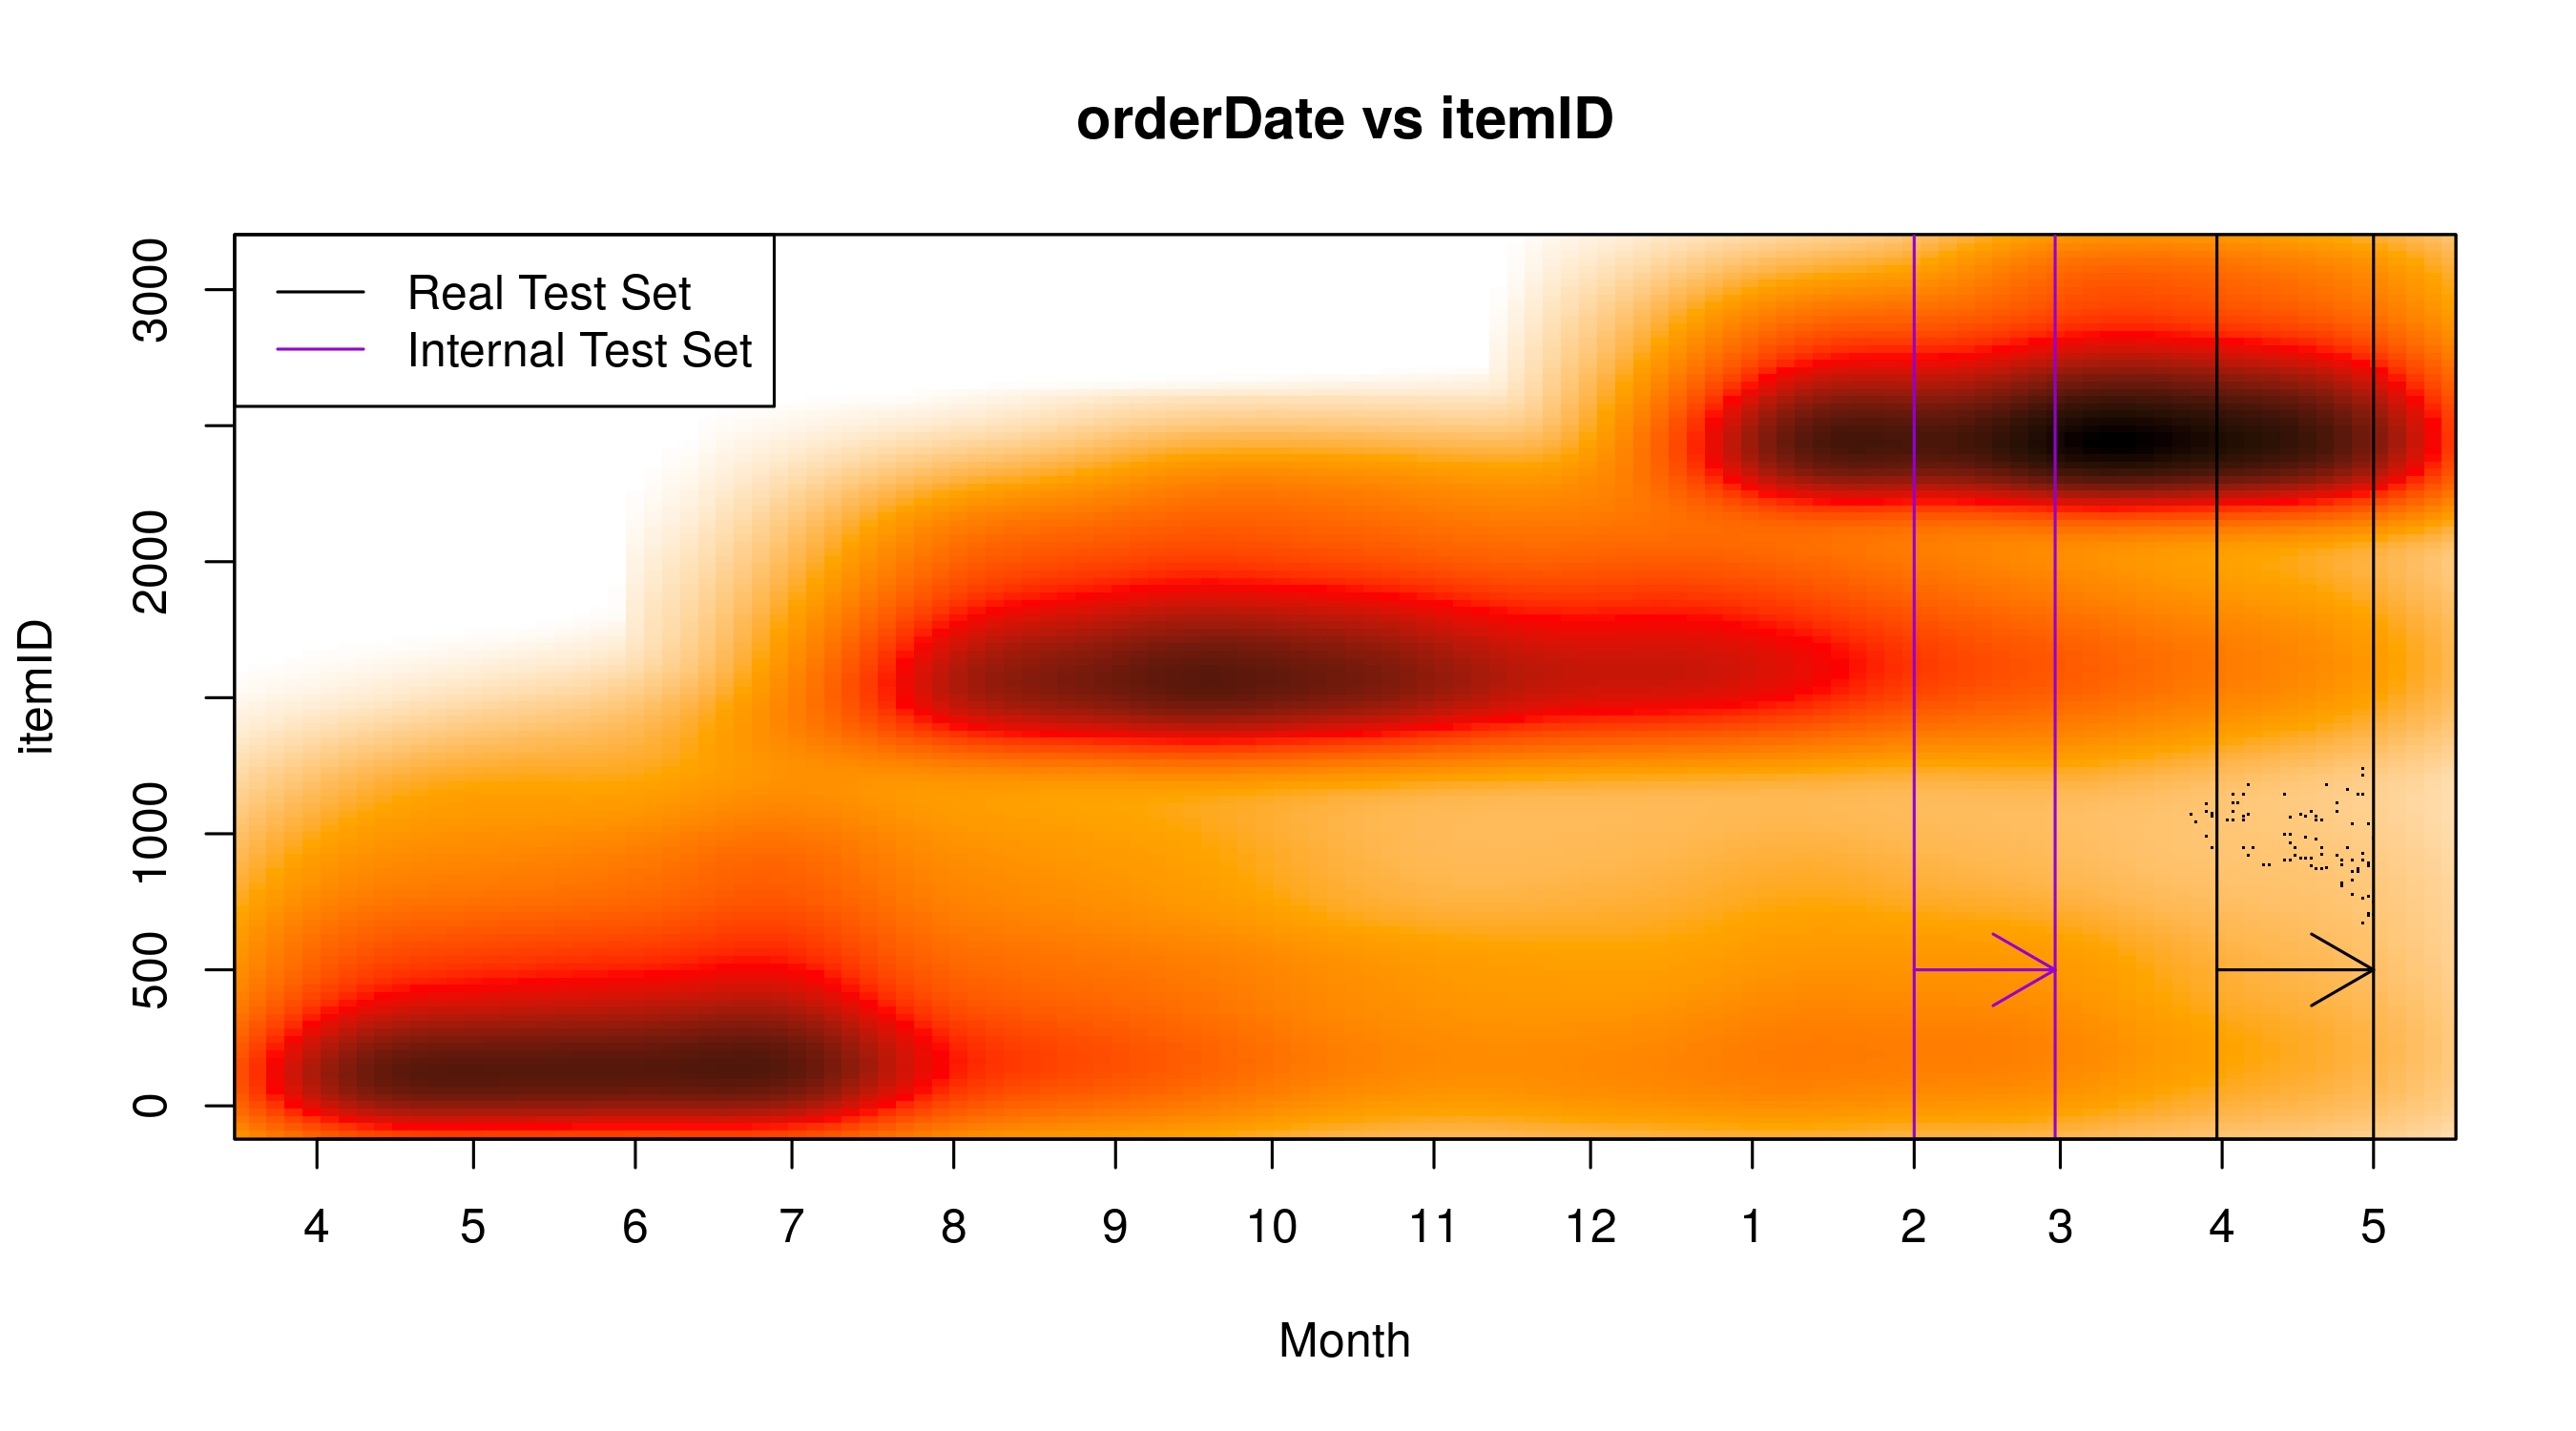 orderDate vs itemID
Real Test Set
Internal Test Set
itemID
3000
2000
1000
500
0
4 5 6 7 8 9 10 11 12 1 2 3 4 5
Month